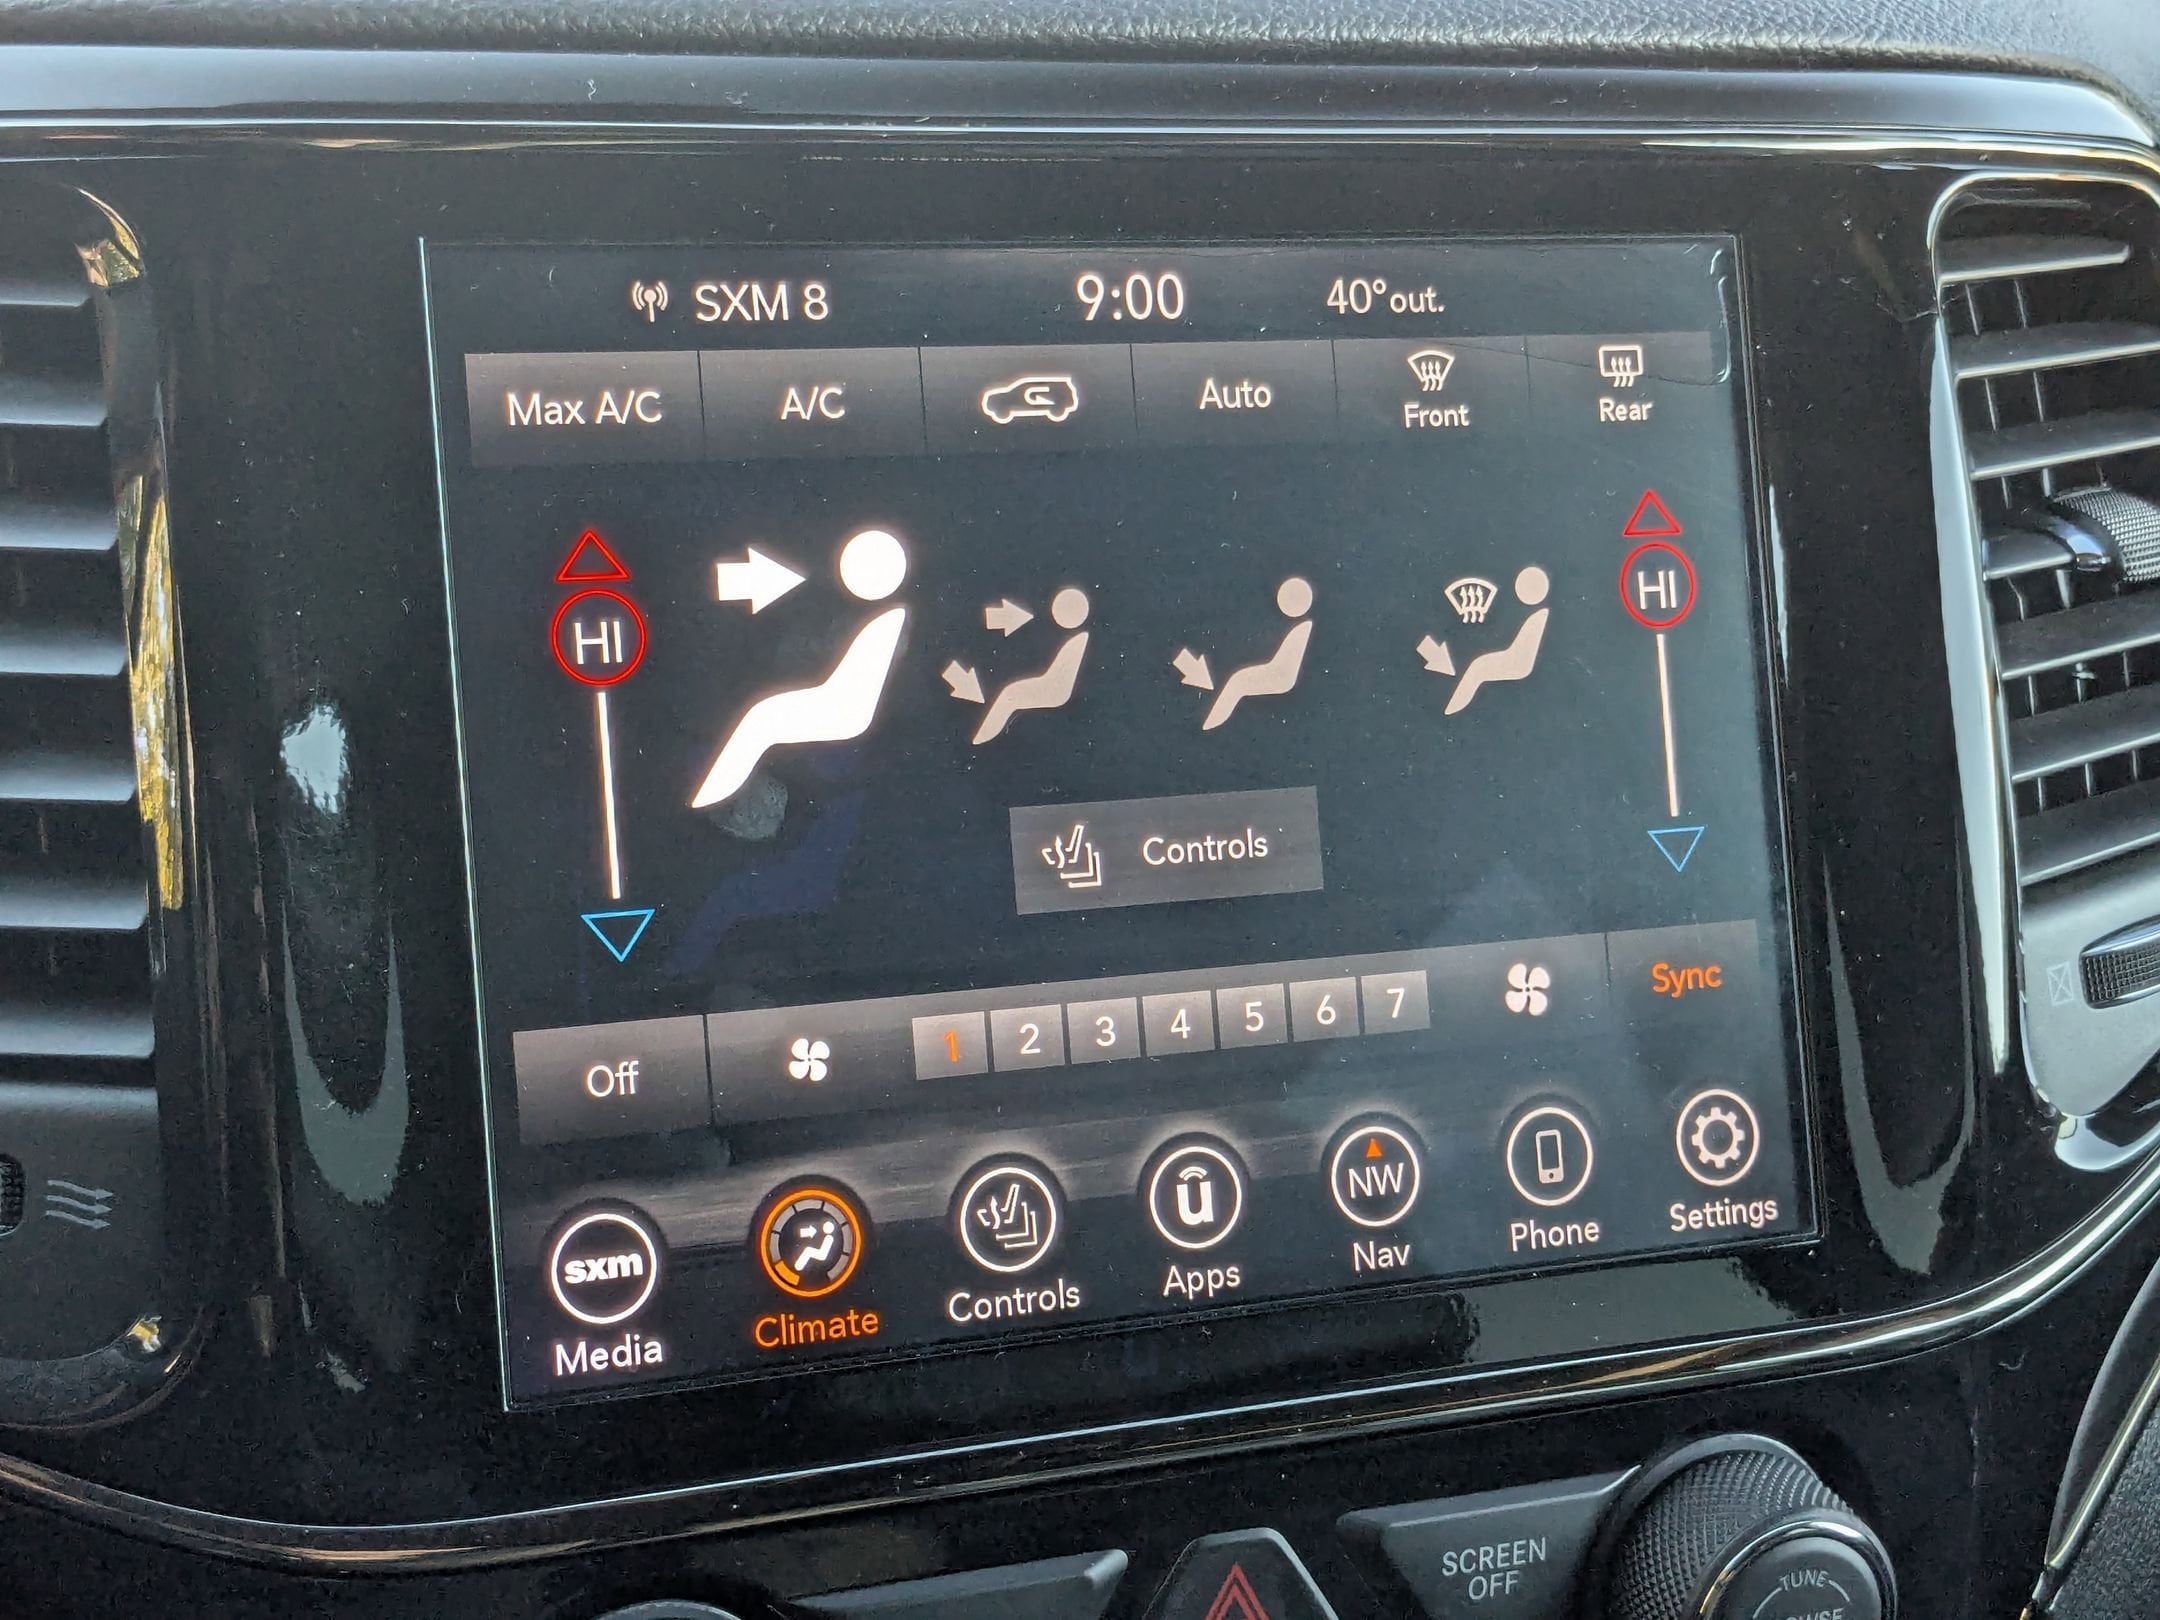 SXM 8
9:00
40° out.
Max A/C
A/C
Auto
Front
Rear
HI
HI
Controls
Off
1 2 3 4 5 6 7
Sync
sxm
Media
Climate
Controls
u
Apps
NW
Nav
Phone
Settings
SCREEN
OFF
TUNE